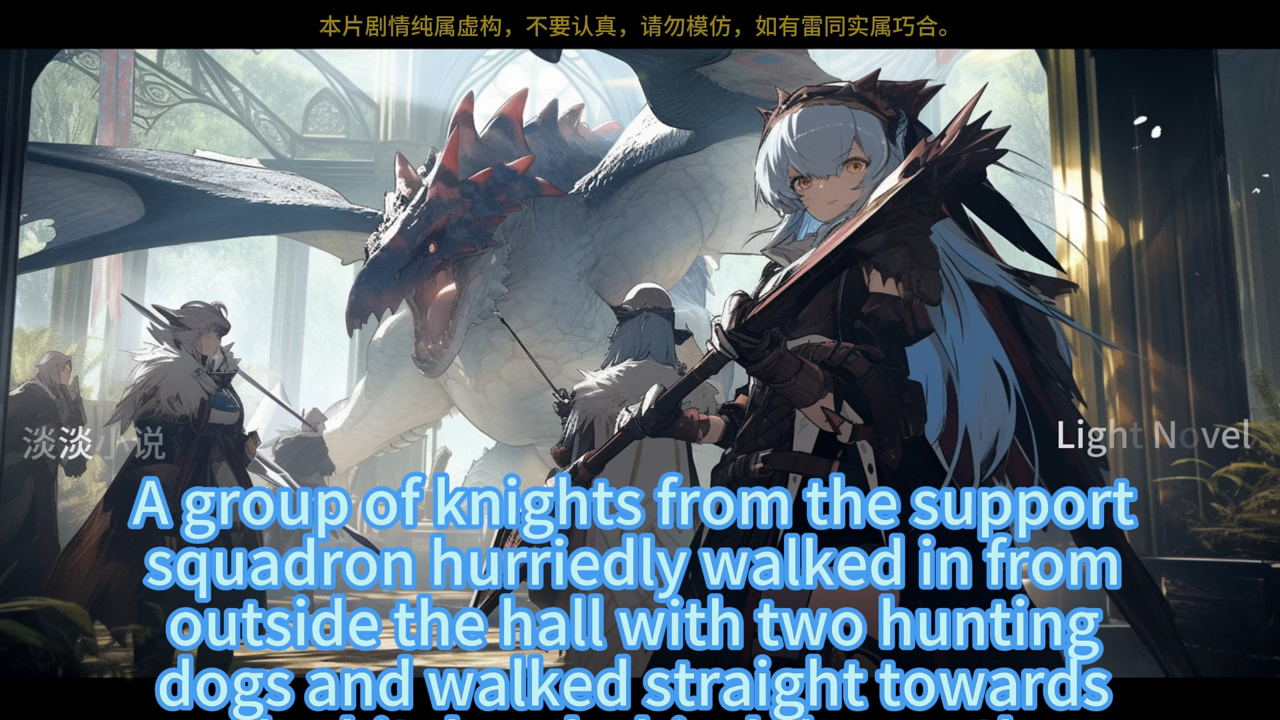 本片剧情纯属虚构，不要认真，请勿模仿，如有雷同实属巧合。
淡淡小说
Light Novel
A group of knights from the support
squadron hurriedly walked in from
outside the hall with two hunting
dogs and walked straight towards